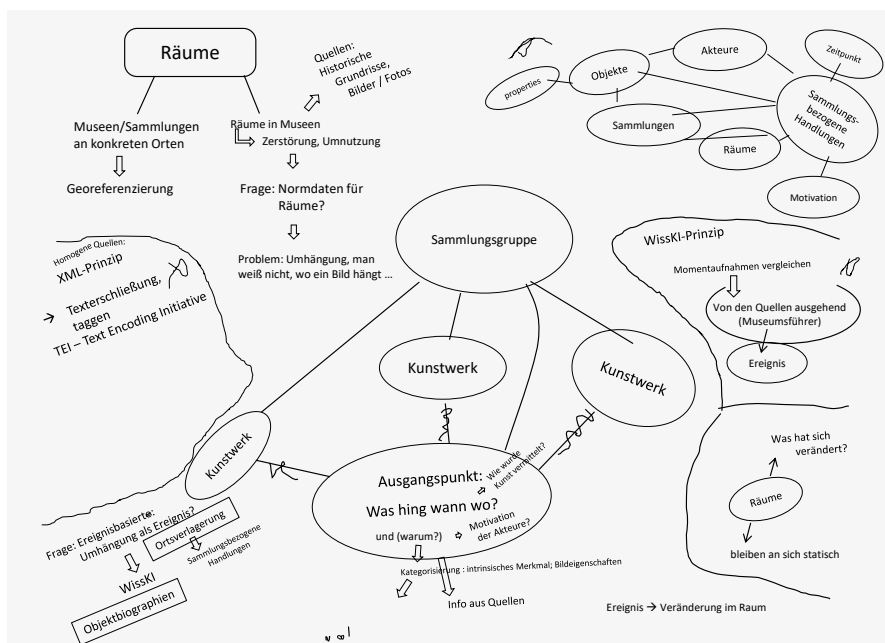 Räume
Museen/Sammlungen
an konkreten Orten
Georeferenzierung
Quellen:
Historische
Grundrisse,
Bilder / Fotos
Räume in Museen
Zerstörung, Umnutzung
Frage: Normdaten für
Räume?
Problem: Umhängung, man
weiß nicht, wo ein Bild hängt ...
properties
Objekte
Akteure
Zeitpunkt
Sammlungen
Räume
Sammlungs-
bezogene
Handlungen
Motivation
Homogene Quellen:
XML-Prinzip
→ Texterschließung,
taggen
TEI – Text Encoding Initiative
Sammlungsgruppe
Kunstwerk
Kunstwerk
Kunstwerk
WissKI-Prinzip
Momentaufnahmen vergleichen
Von den Quellen ausgehend
(Museumsführer)
Ereignis
Ausgangspunkt:
Wie wurde
Kunst vermittelt?
Was hing wann wo?
und (warum?)
Motivation
der Akteure?
Kategorisierung : intrinsisches Merkmal; Bildeigenschaften
Info aus Quellen
Frage: Ereignisbasierte:
Umhängung als Ereignis?
Ortsverlagerung
Sammlungsbezogene
Handlungen
WissKI
Objektbiographien
Was hat sich
verändert?
Räume
bleiben an sich statisch
Ereignis → Veränderung im Raum